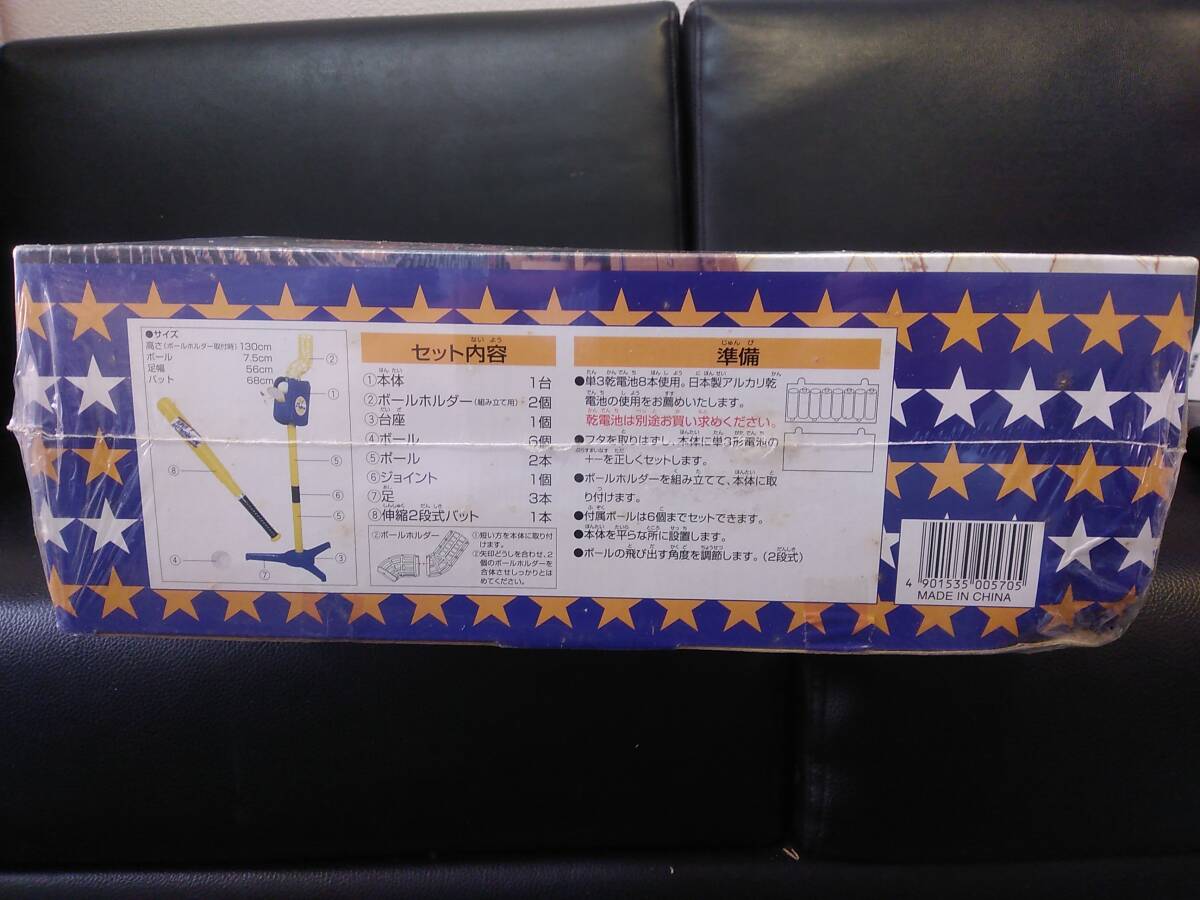 ●サイズ
高さ(ボールホルダー取付時) 130cm
ボール 7.5cm
足幅 56cm
バット 68cm
②
①
⑧
⑤
⑥
⑤
④
③
⑦
セット内容
①本体 1台
②ボールホルダー(組み立て用) 2個
③台座 1個
④ボール 6個
⑤ポール 2本
⑥ジョイント 1個
⑦足 3本
⑧伸縮2段式バット 1本
②ボールホルダー
①短い方を本体に取り付
けます。
②矢印どうしを合わせ、2
個のボールホルダーを
合体させしっかりとは
めてください。
準備
●単3乾電池8本使用。日本製アルカリ乾
電池の使用をお薦めいたします。
乾電池は別途お買い求めください。
●フタを取りはずし、本体に単3形電池の
+−を正しくセットします。
●ボールホルダーを組み立てて、本体に取
り付けます。
●付属ボールは6個までセットできます。
●本体を平らな所に設置します。
●ボールの飛び出す角度を調節します。(2段式)
4 901535 005705
MADE IN CHINA